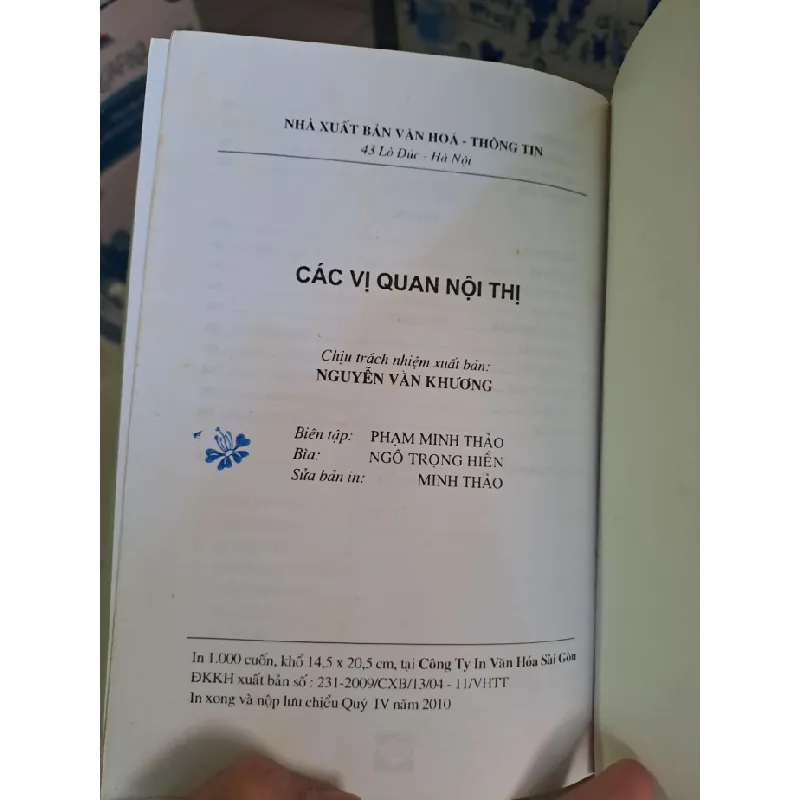 NHÀ XUẤT BẢN VĂN HOÁ - THÔNG TIN
43 Lò Đúc - Hà Nội
CÁC VỊ QUAN NỘI THỊ
Chịu trách nhiệm xuất bản:
NGUYỄN VĂN KHƯƠNG
Biên tập: PHẠM MINH THẢO
Bìa: NGÔ TRỌNG HIỂN
Sửa bản in: MINH THẢO
In 1.000 cuốn, khổ 14,5 x 20,5 cm, tại Công Ty In Văn Hóa Sài Gòn
ĐKKH xuất bản số : 231-2009/CXB/13/04 - 11/VHTT
In xong và nộp lưu chiểu Quý IV năm 2010